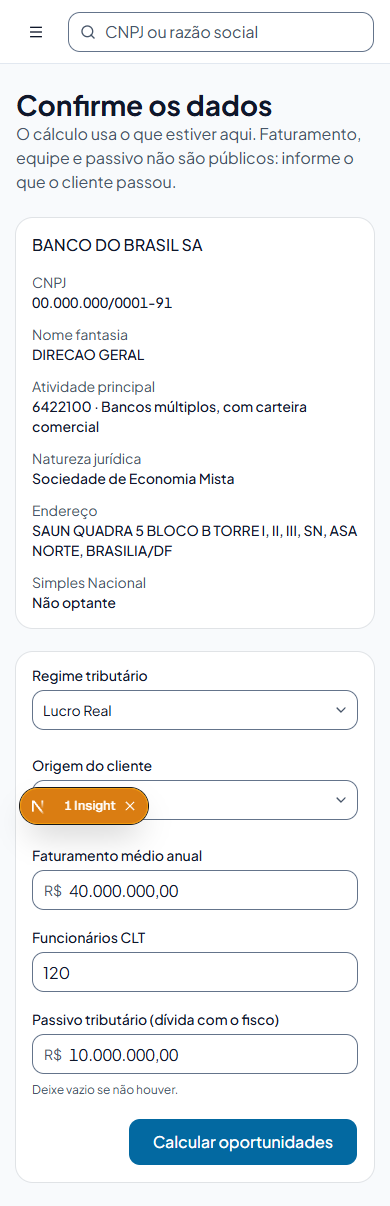 CNPJ ou razão social
Confirme os dados
O cálculo usa o que estiver aqui. Faturamento,
equipe e passivo não são públicos: informe o
que o cliente passou.
BANCO DO BRASIL SA
CNPJ
00.000.000/0001-91
Nome fantasia
DIRECAO GERAL
Atividade principal
6422100 · Bancos múltiplos, com carteira
comercial
Natureza jurídica
Sociedade de Economia Mista
Endereço
SAUN QUADRA 5 BLOCO B TORRE I, II, III, SN, ASA
NORTE, BRASILIA/DF
Simples Nacional
Não optante
Regime tributário
Lucro Real
Origem do cliente
1 Insight
Faturamento médio anual
R$ 40.000.000,00
Funcionários CLT
120
Passivo tributário (dívida com o fisco)
R$ 10.000.000,00
Deixe vazio se não houver.
Calcular oportunidades